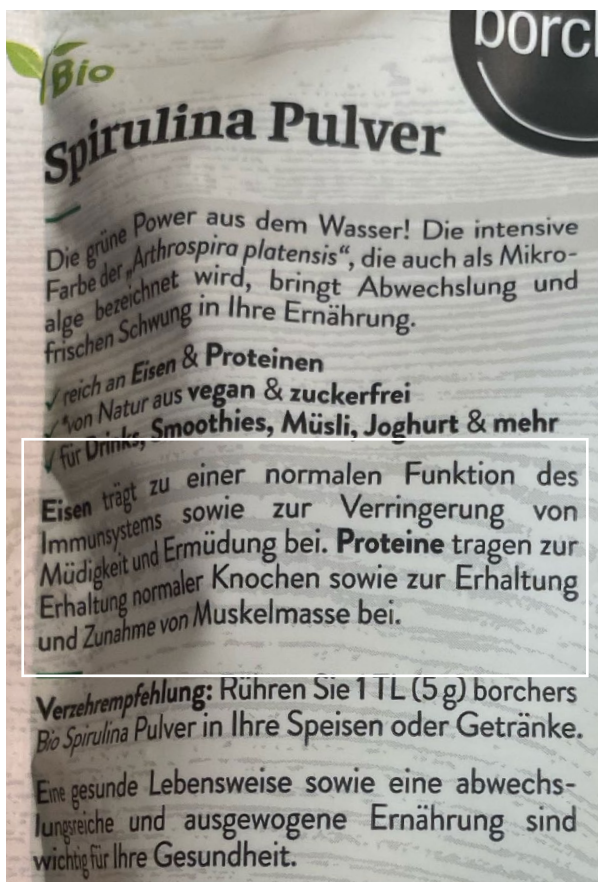 borc
Bio
Spirulina Pulver
Die grüne Power aus dem Wasser! Die intensive
Farbe der „Arthrospira platensis“, die auch als Mikro-
alge bezeichnet wird, bringt Abwechslung und
frischen Schwung in Ihre Ernährung.
✓ reich an Eisen & Proteinen
✓ *von Natur aus vegan & zuckerfrei
✓ für Drinks, Smoothies, Müsli, Joghurt & mehr
Eisen trägt zu einer normalen Funktion des
Immunsystems sowie zur Verringerung von
Müdigkeit und Ermüdung bei. Proteine tragen zur
Erhaltung normaler Knochen sowie zur Erhaltung
und Zunahme von Muskelmasse bei.
Verzehrempfehlung: Rühren Sie 1 TL (5 g) borchers
Bio Spirulina Pulver in Ihre Speisen oder Getränke.
Eine gesunde Lebensweise sowie eine abwechs-
lungsreiche und ausgewogene Ernährung sind
wichtig für Ihre Gesundheit.